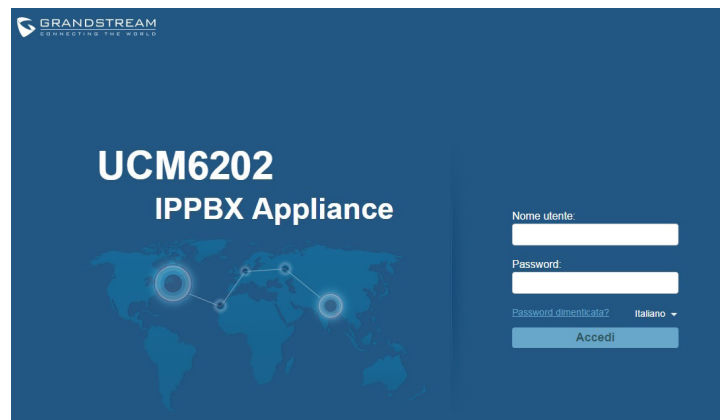 GRANDSTREAM
CONNECTING THE WORLD
UCM6202
IPPBX Appliance
Nome utente:
Password:
Password dimenticata? Italiano
Accedi